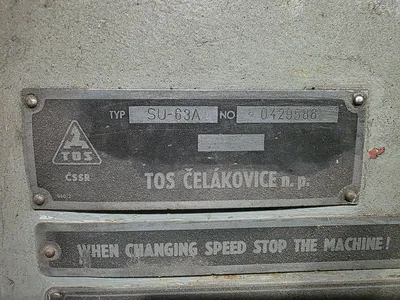 TYP SU-63A NO 0429586
TOS
ČSSR
TOS ČELÁKOVICE n. p.
WHEN CHANGING SPEED STOP THE MACHINE!